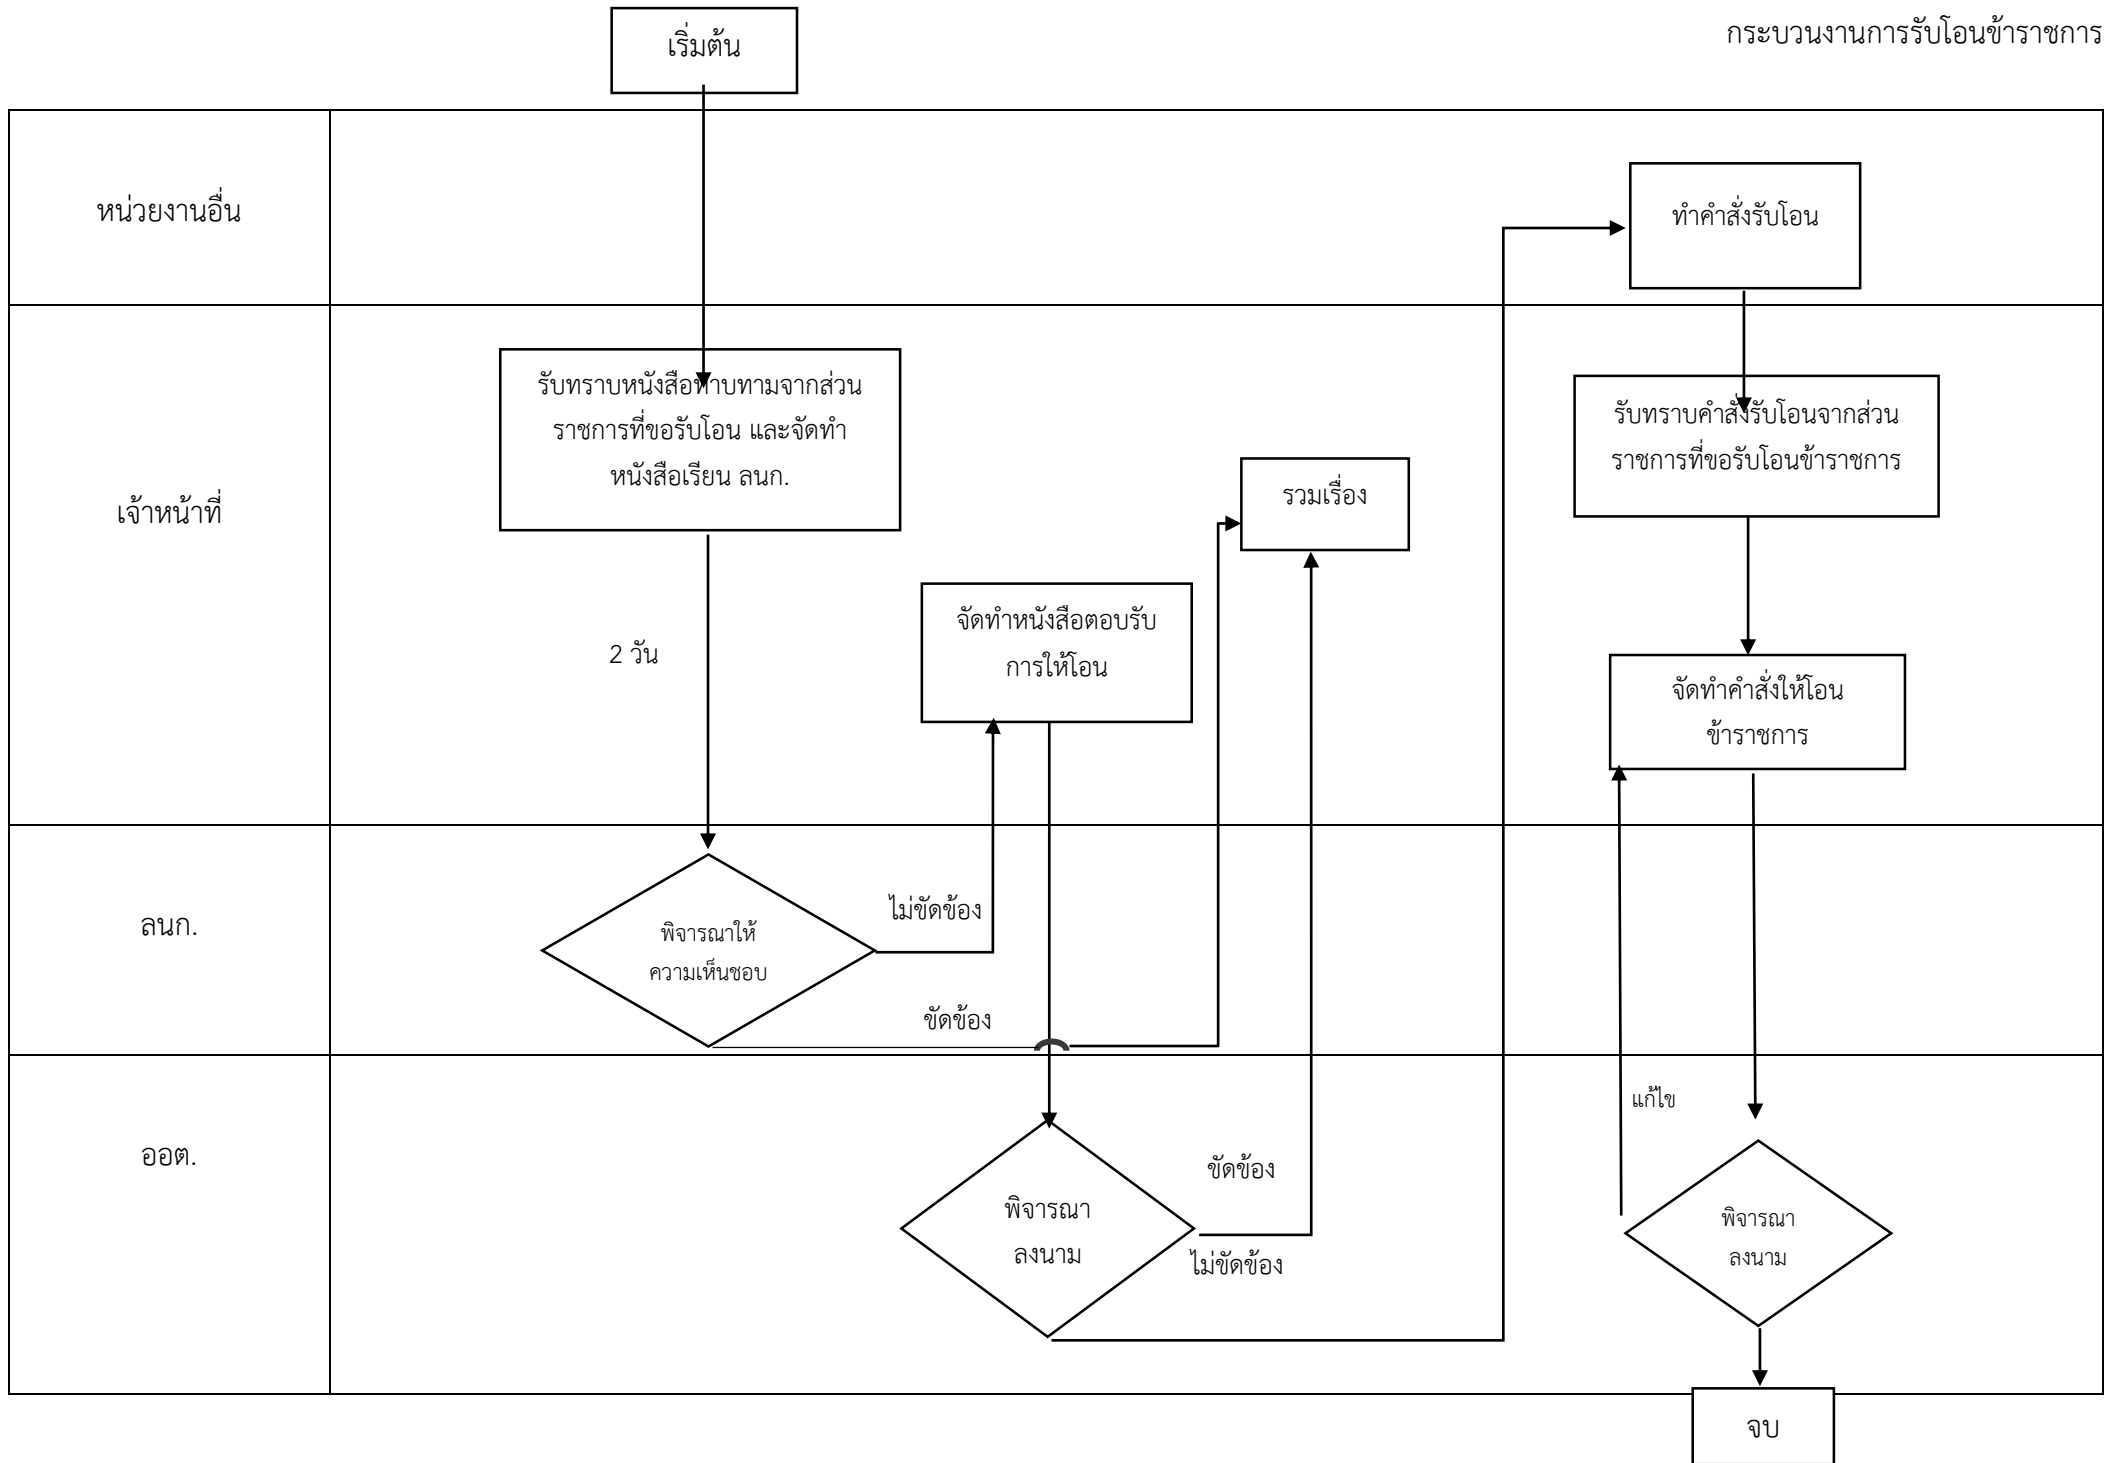 เริ่มต้น
กระบวนงานการรับโอนข้าราชการ
หน่วยงานอื่น
ทำคำสั่งรับโอน
เจ้าหน้าที่
รับทราบหนังสือทาบทามจากส่วน
ราชการที่ขอรับโอน และจัดทำ
หนังสือเรียน ลนก.
2 วัน
จัดทำหนังสือตอบรับ
การให้โอน
รวมเรื่อง
รับทราบคำสั่งรับโอนจากส่วน
ราชการที่ขอรับโอนข้าราชการ
จัดทำคำสั่งให้โอน
ข้าราชการ
ลนก.
พิจารณาให้
ความเห็นชอบ
ไม่ขัดข้อง
ขัดข้อง
ออต.
พิจารณา
ลงนาม
ขัดข้อง
ไม่ขัดข้อง
แก้ไข
พิจารณา
ลงนาม
จบ